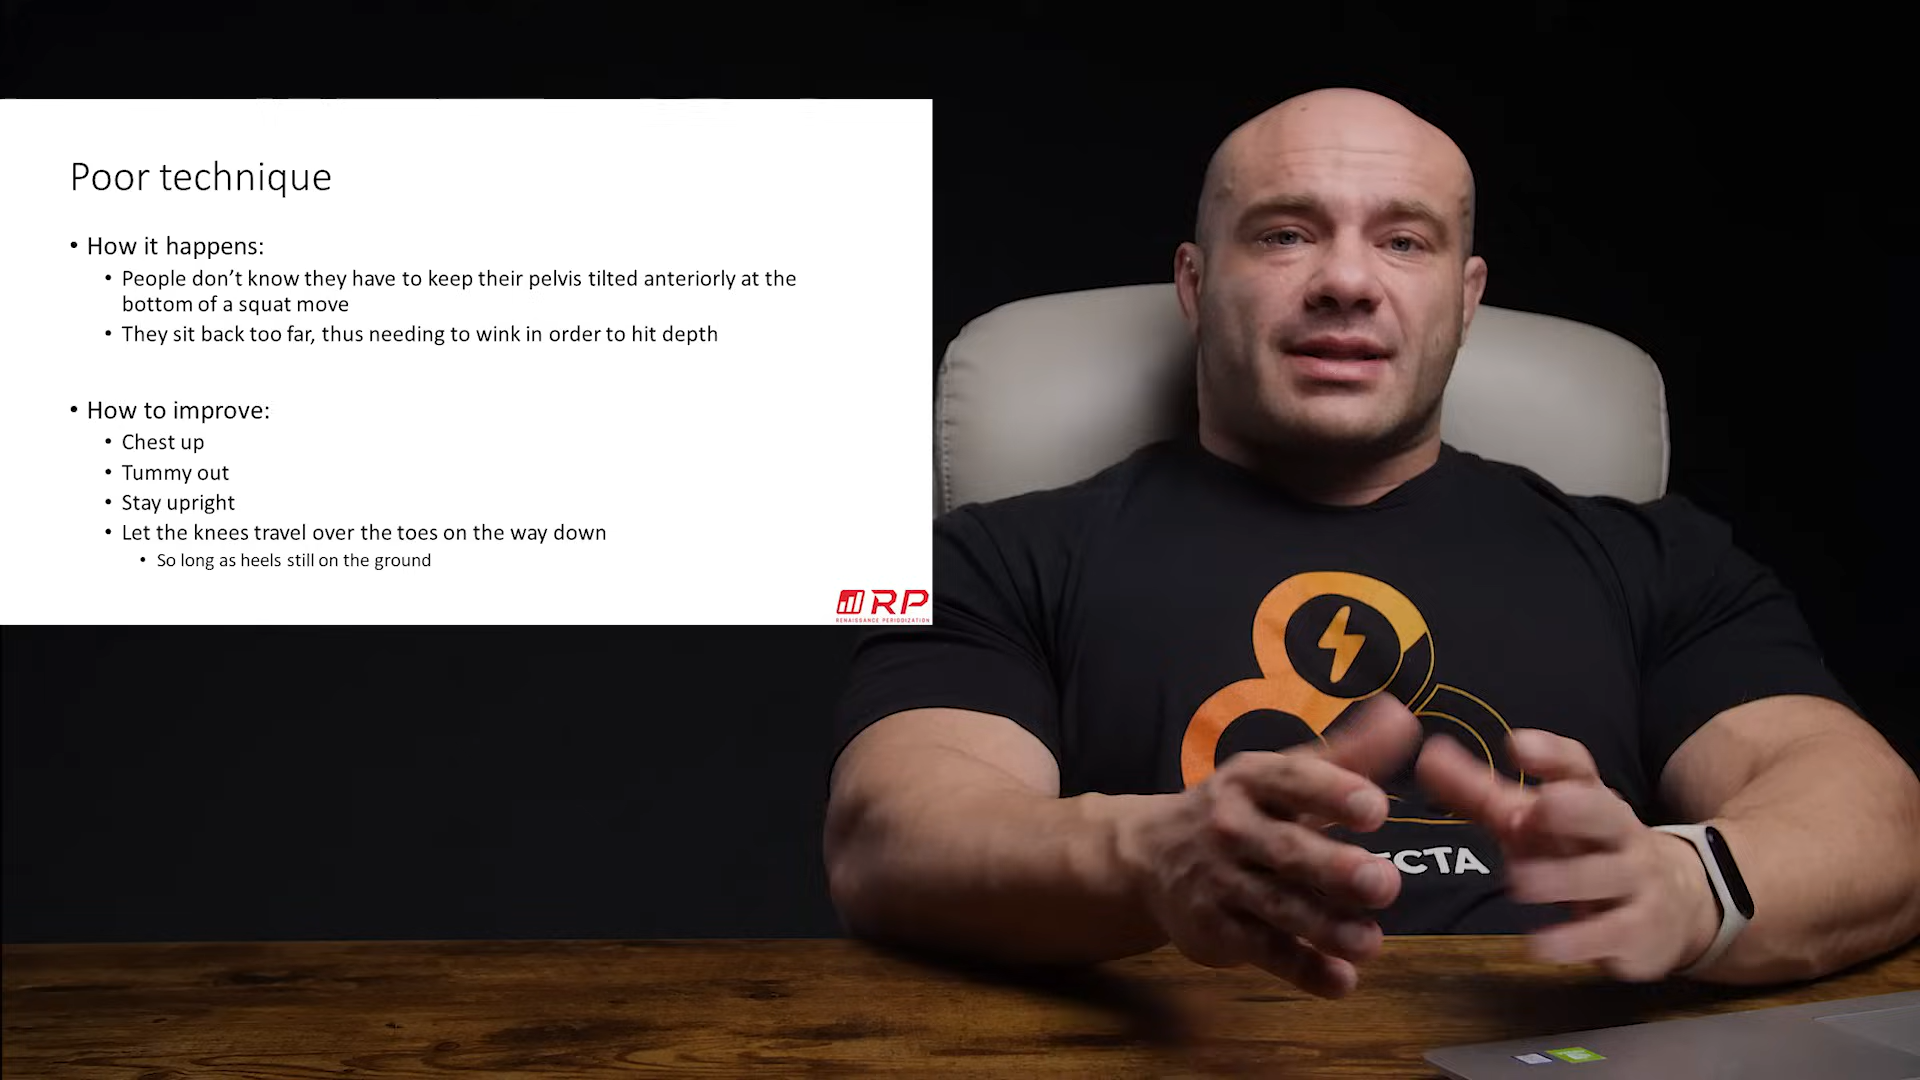 Poor technique
• How it happens:
• People don’t know they have to keep their pelvis tilted anteriorly at the
bottom of a squat move
• They sit back too far, thus needing to wink in order to hit depth
• How to improve:
• Chest up
• Tummy out
• Stay upright
• Let the knees travel over the toes on the way down
• So long as heels still on the ground
RP
RENAISSANCE PERIODIZATION
CTA